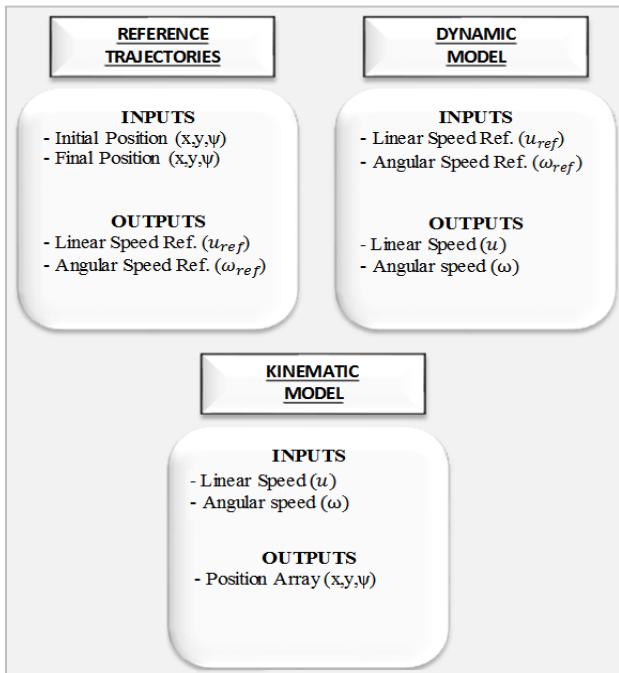 REFERENCE
TRAJECTORIES
INPUTS
- Initial Position (x,y,ψ)
- Final Position (x,y,ψ)
OUTPUTS
- Linear Speed Ref. (u_ref)
- Angular Speed Ref. (ω_ref)
DYNAMIC
MODEL
INPUTS
- Linear Speed Ref. (u_ref)
- Angular Speed Ref. (ω_ref)
OUTPUTS
- Linear Speed (u)
- Angular speed (ω)
KINEMATIC
MODEL
INPUTS
- Linear Speed (u)
- Angular speed (ω)
OUTPUTS
- Position Array (x,y,ψ)